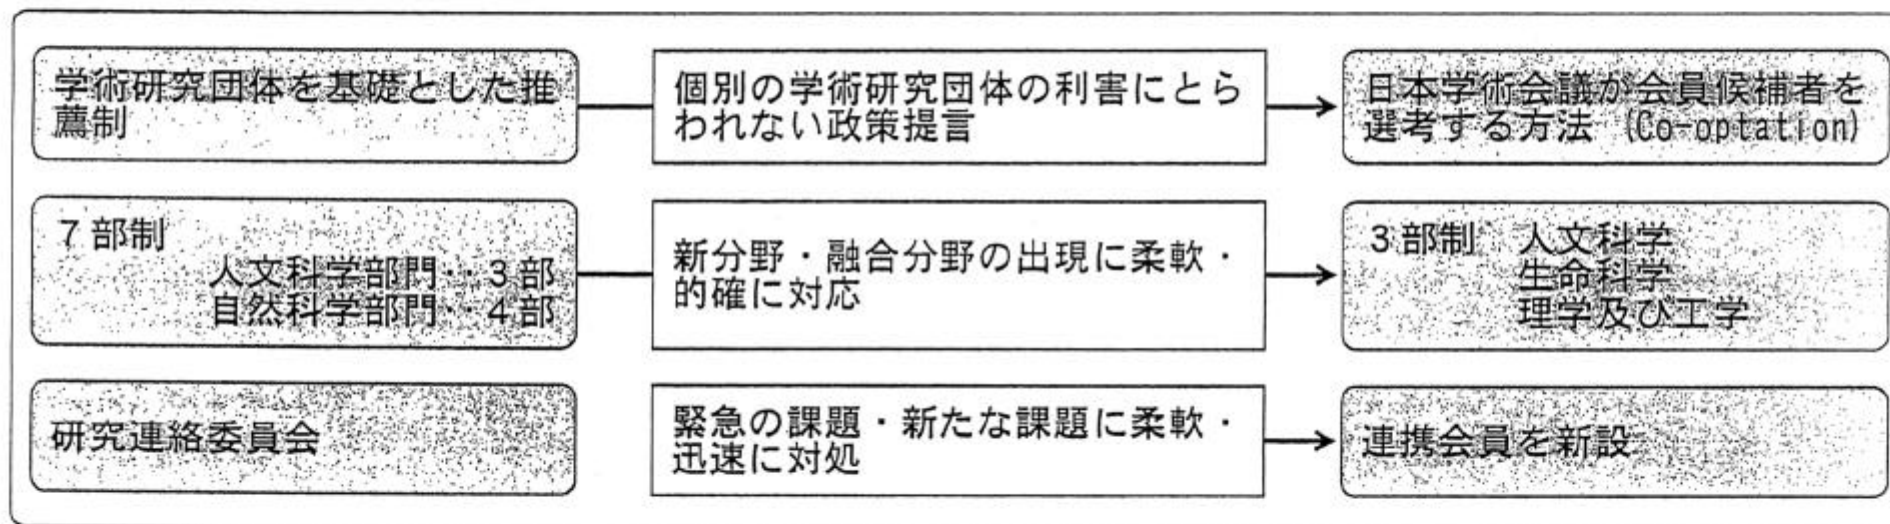 学術研究団体を基礎とした推
薦制
個別の学術研究団体の利害にとら
われない政策提言
日本学術会議が会員候補者を
選考する方法 (Co-optation)
7部制
人文科学部門‥3部
自然科学部門‥4部
新分野・融合分野の出現に柔軟・
的確に対応
3部制 人文科学
生命科学
理学及び工学
研究連絡委員会
緊急の課題・新たな課題に柔軟・
迅速に対処
連携会員を新設